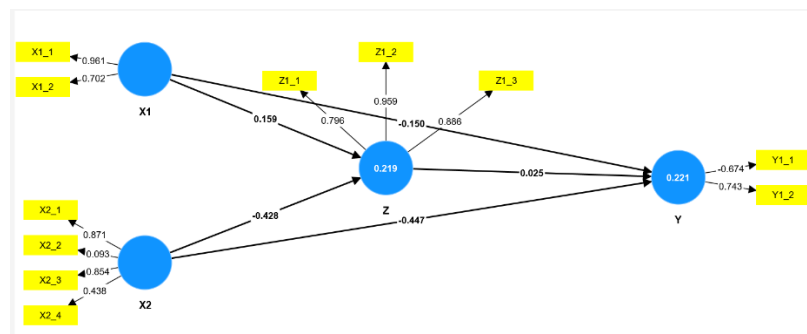 X1_1
0.961
X1_2
0.702
X1
Z1_1
Z1_2
Z1_3
0.796
0.959
0.886
0.159
-0.150
0.219
Z
0.025
0.221
Y
Y1_1
-0.674
0.743
Y1_2
-0.428
-0.447
X2_1
0.871
X2_2
0.093
X2_3
0.854
X2_4
0.438
X2